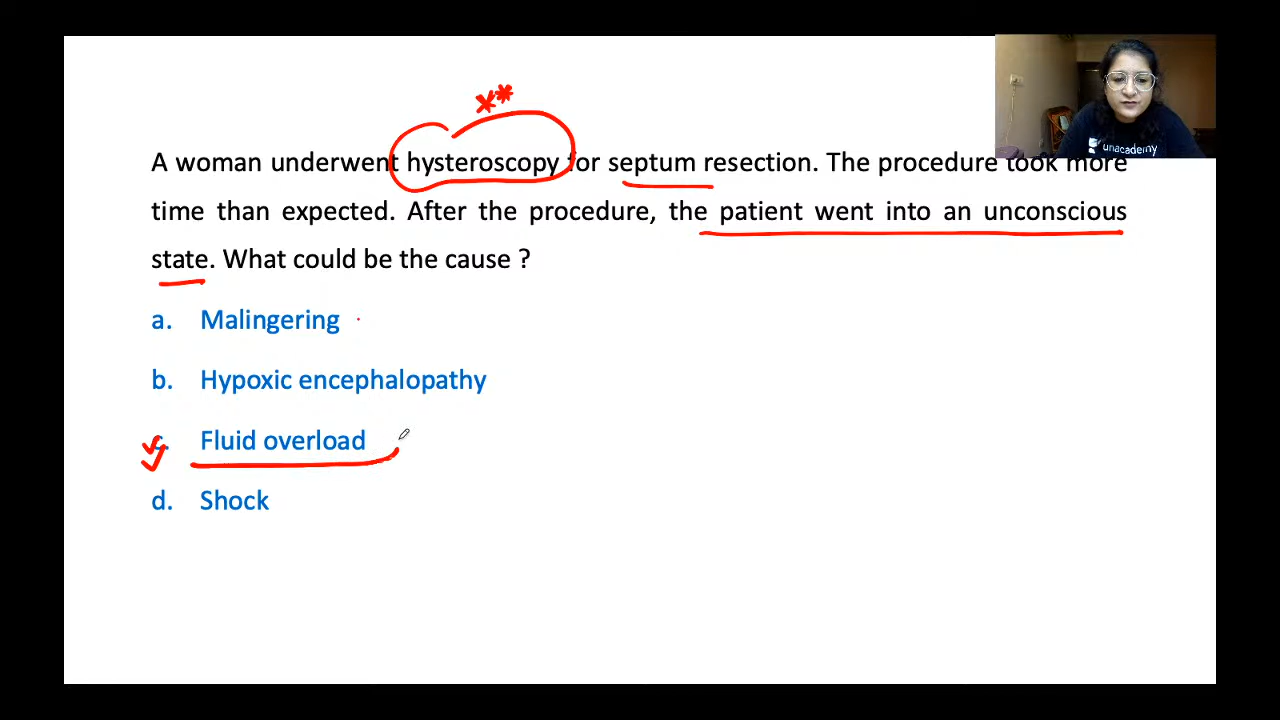 A woman underwent hysteroscopy for septum resection. The procedure took more
time than expected. After the procedure, the patient went into an unconscious
state. What could be the cause ?
a. Malingering
b. Hypoxic encephalopathy
c. Fluid overload
d. Shock
unacademy